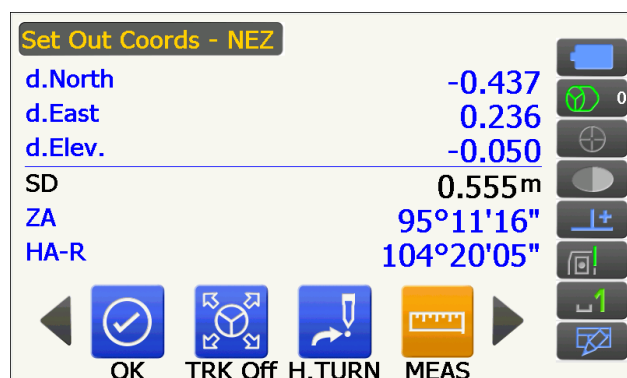 Set Out Coords - NEZ
d.North -0.437
d.East 0.236
d.Elev. -0.050
SD 0.555m
ZA 95°11'16"
HA-R 104°20'05"
OK TRK Off H.TURN MEAS
0
1